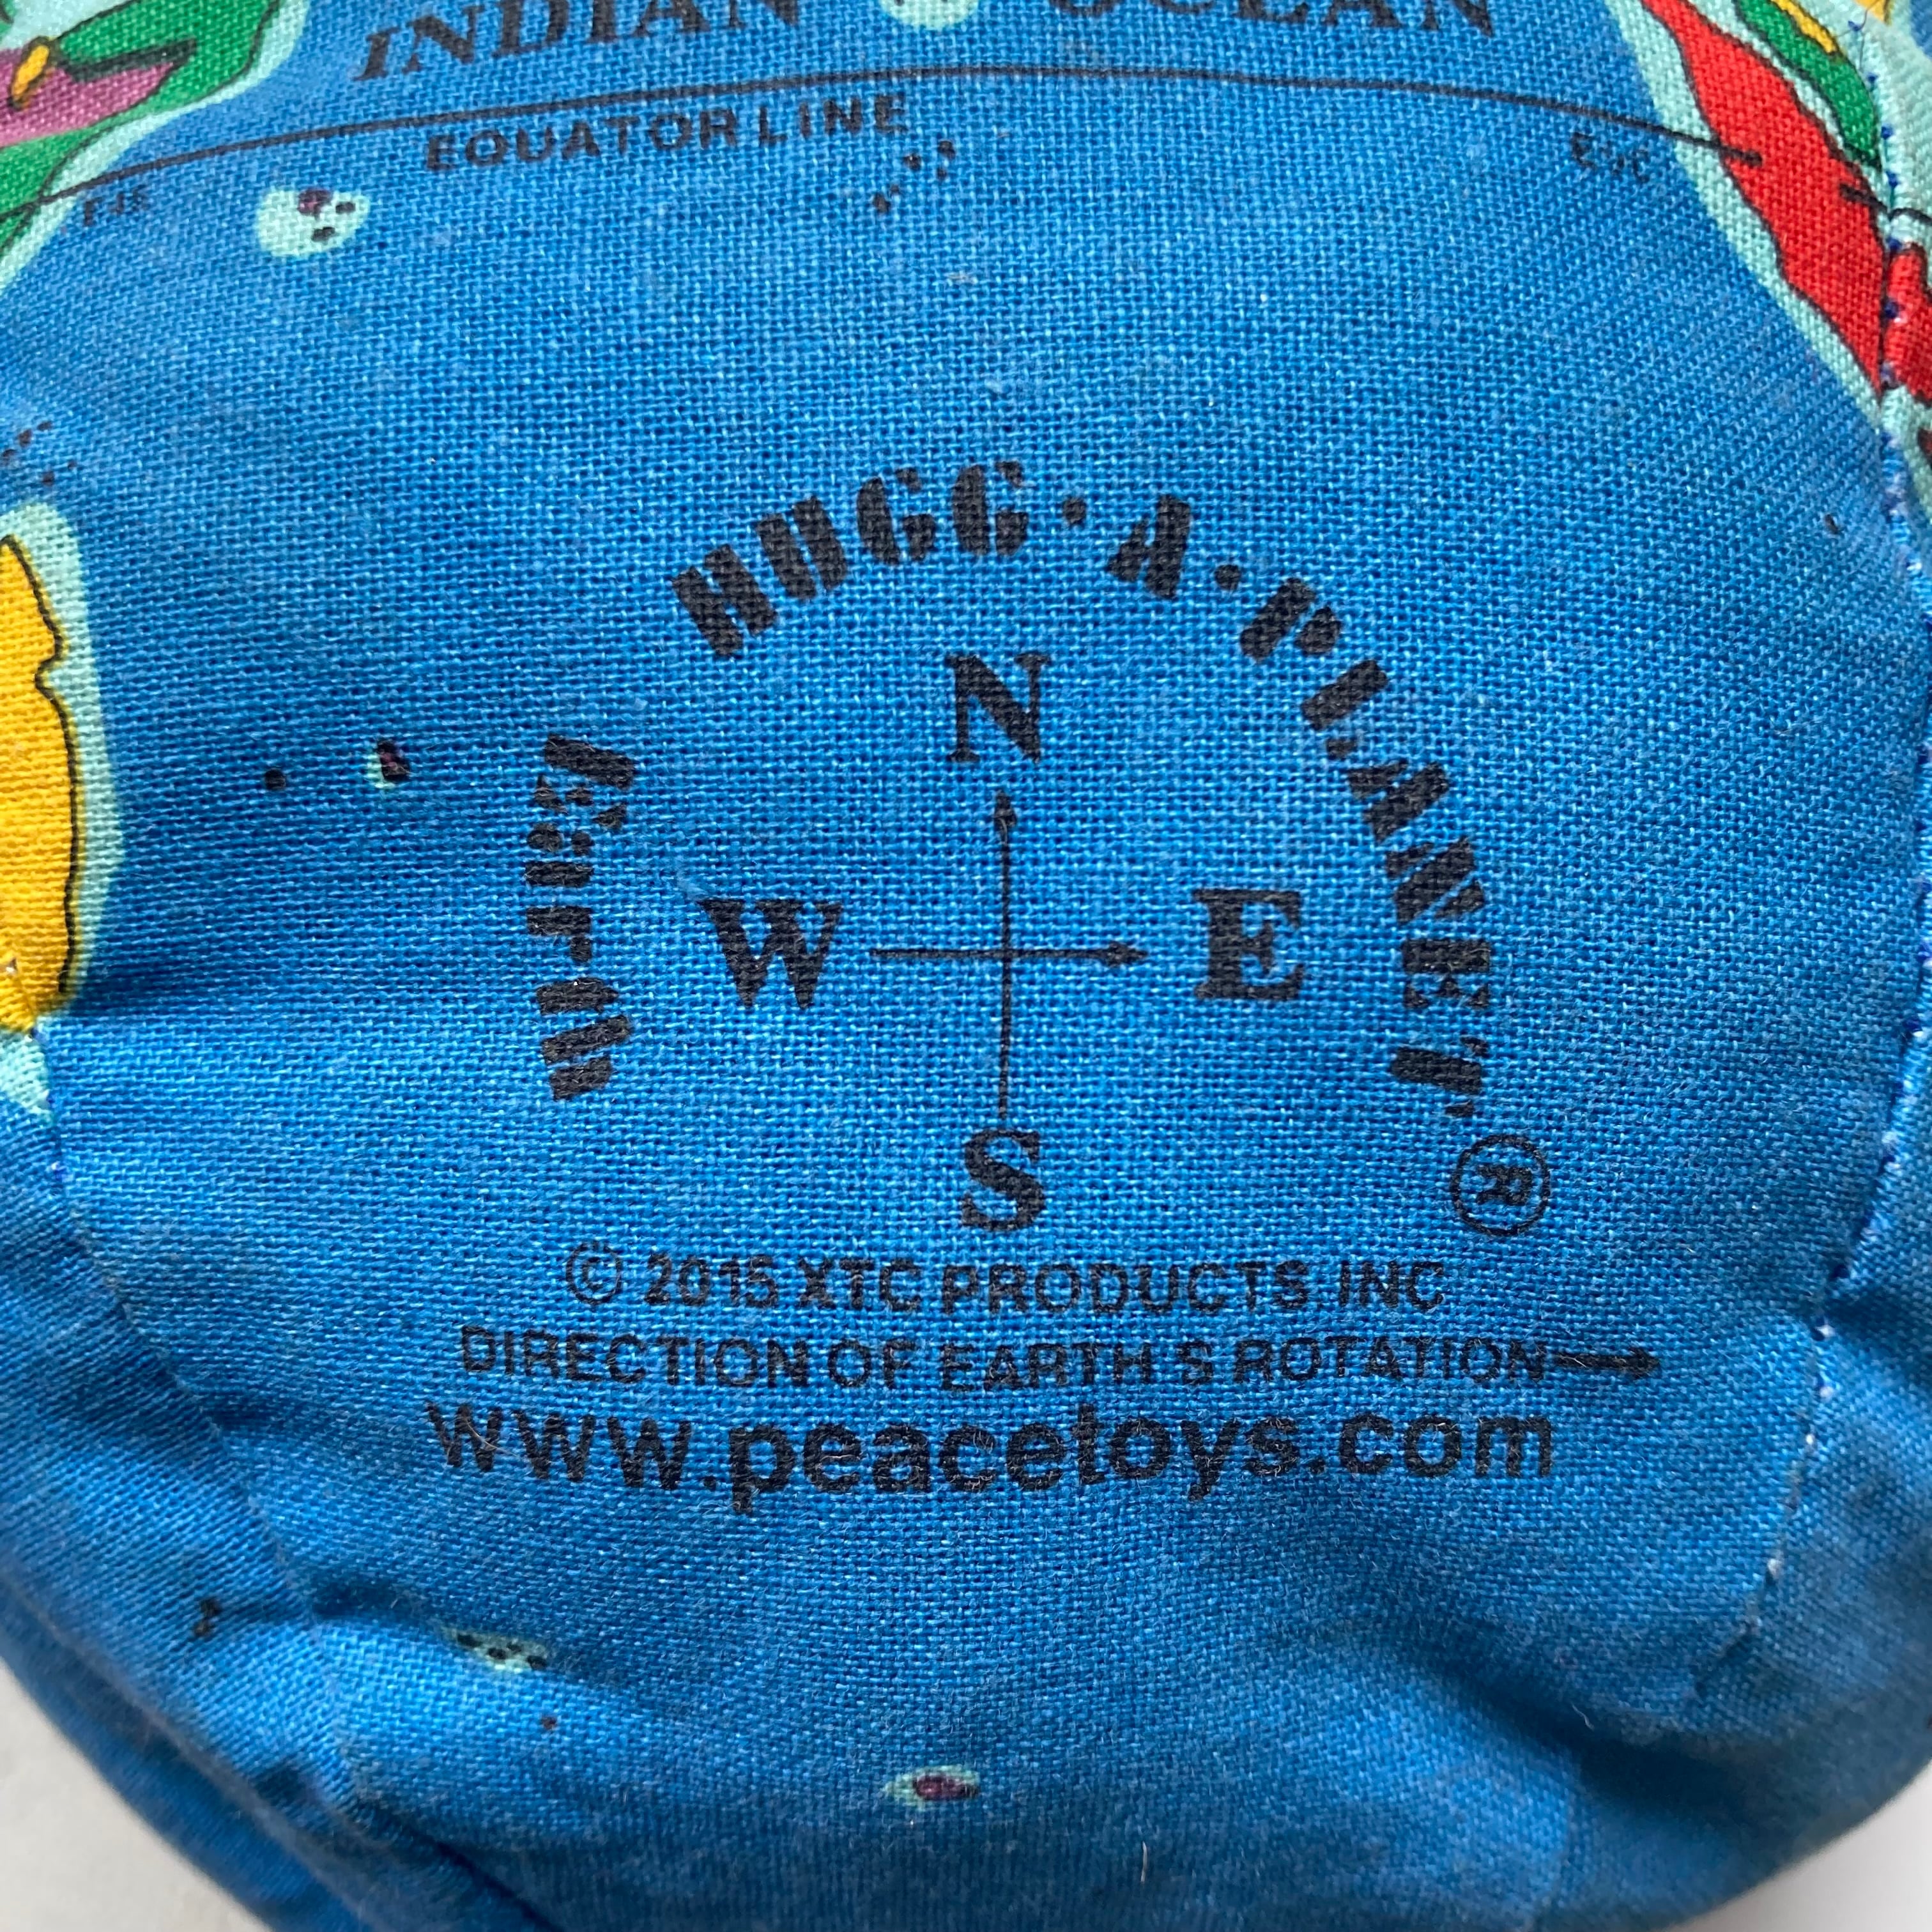 INDIAN OCEAN
EQUATOR LINE
Earth HUGG·A·PLANET ®
N
W E
S
© 2015 XTC PRODUCTS. INC
DIRECTION OF EARTH'S ROTATION
www.peacetoys.com